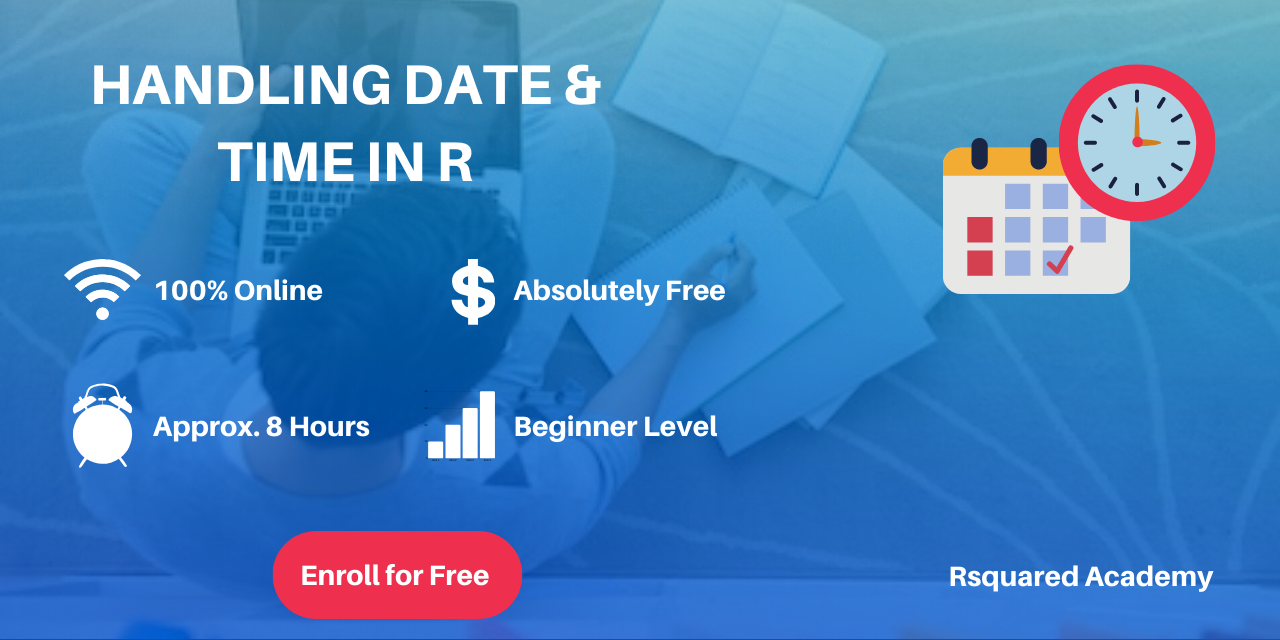 HANDLING DATE &
TIME IN R
100% Online
Absolutely Free
Approx. 8 Hours
Beginner Level
Enroll for Free
Rsquared Academy